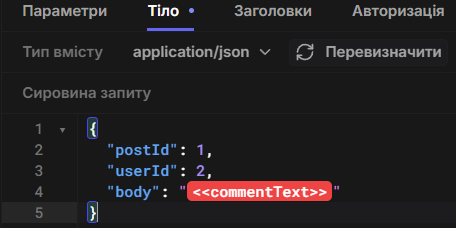 Параметри Тіло Заголовки Авторизація
Тип вмісту application/json Перевизначити
Сировина запиту
1 {
2 "postId": 1,
3 "userId": 2,
4 "body": "<<commentText>>"
5 }